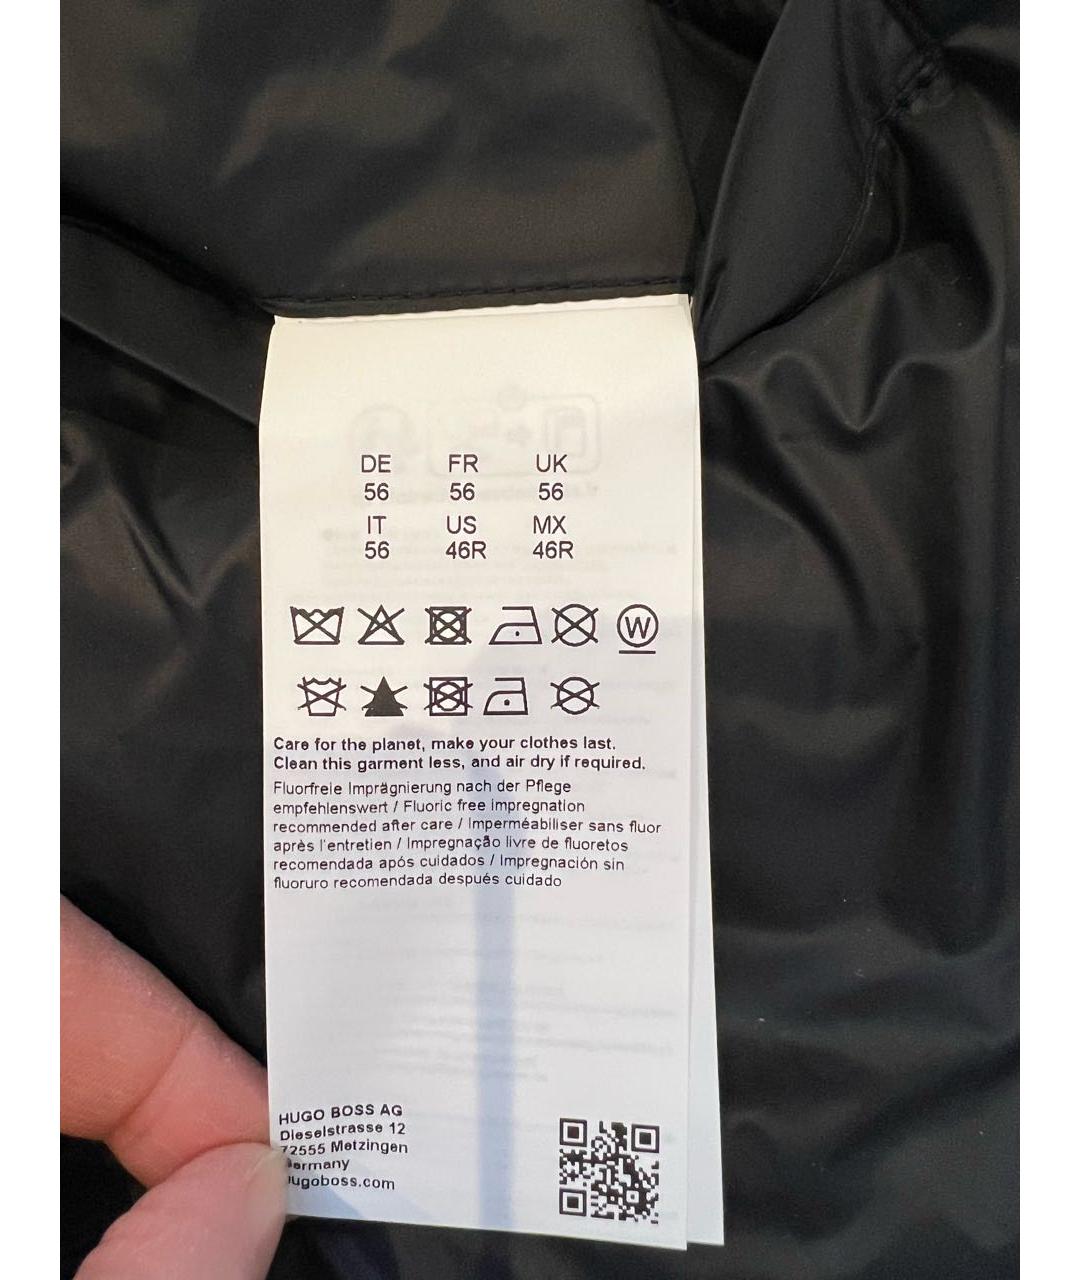 DE FR UK
56 56 56
IT US MX
56 46R 46R
W
Care for the planet, make your clothes last.
Clean this garment less, and air dry if required.
Fluorfreie Imprägnierung nach der Pflege
empfehlenswert / Fluoric free impregnation
recommended after care / Imperméabiliser sans fluor
après l'entretien / Impregnação livre de fluoretos
recomendada após cuidados / Impregnación sin
fluoruro recomendada después cuidado
HUGO BOSS AG
Dieselstrasse 12
72555 Metzingen
Germany
hugoboss.com